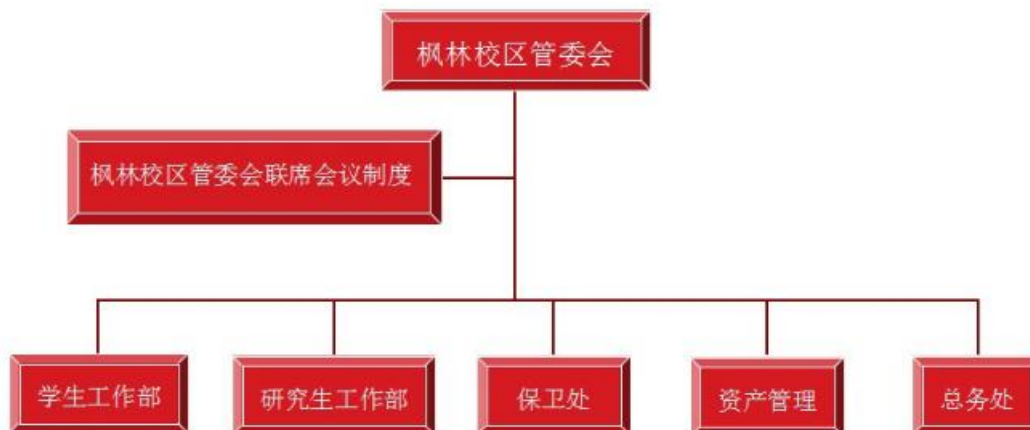 枫林校区管委会
枫林校区管委会联席会议制度
学生工作部
研究生工作部
保卫处
资产管理
总务处